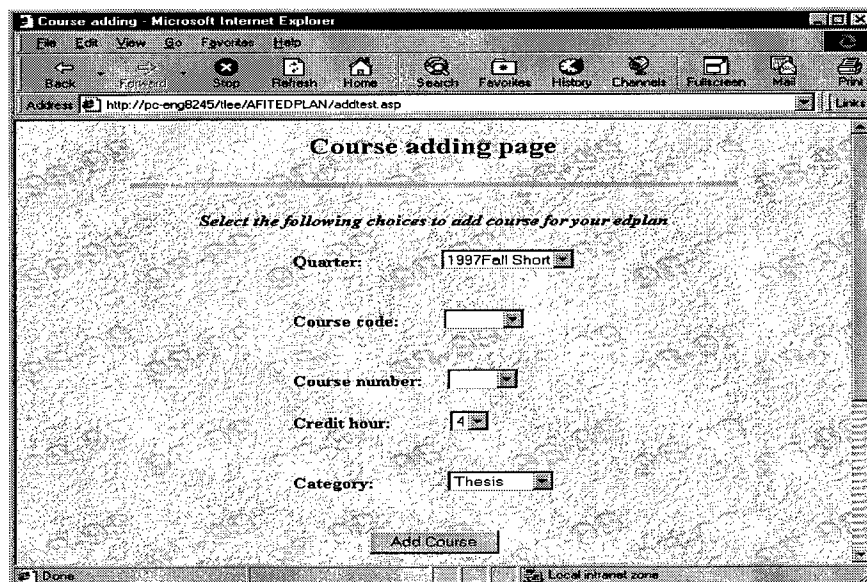 Course adding - Microsoft Internet Explorer
File Edit View Go Favorites Help
Back Forward Stop Refresh Home Search Favorites History Channels Fullscreen Mail Print
Address http://pc-eng8245/tlee/AFITEDPLAN/addtest.asp Links
Course adding page
Select the following choices to add course for your edplan
Quarter: 1997Fall Short
Course code:
Course number:
Credit hour: 4
Category: Thesis
Add Course
Done Local intranet zone